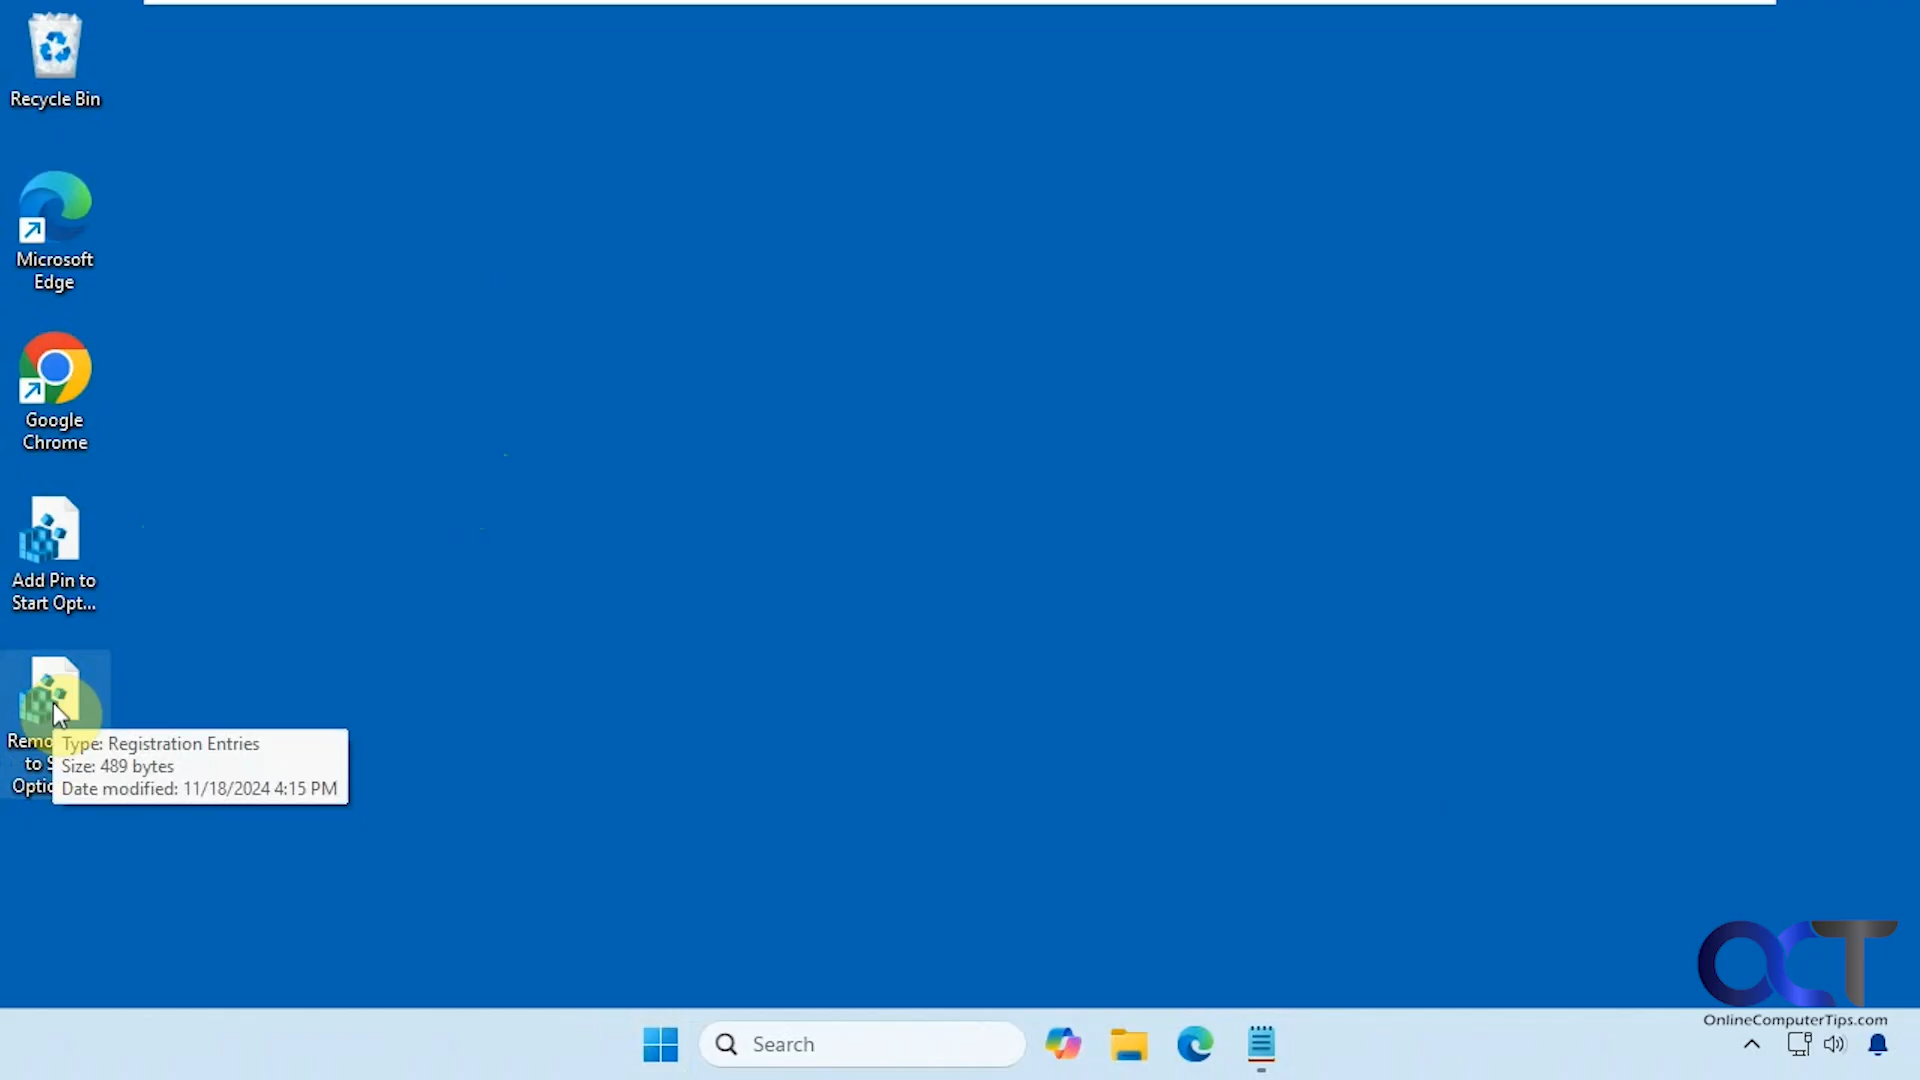 Recycle Bin
Microsoft
Edge
Google
Chrome
Add Pin to
Start Opt...
Type: Registration Entries
Size: 489 bytes
Date modified: 11/18/2024 4:15 PM
OCT
OnlineComputerTips.com
Search